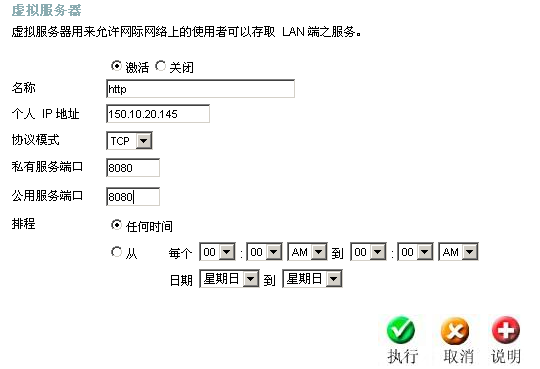 虚拟服务器
虚拟服务器用来允许网际网络上的使用者可以存取 LAN 端之服务。
激活 关闭
名称 http
个人 IP 地址 150.10.20.145
协议模式 TCP
私有服务端口 8080
公用服务端口 8080
排程 任何时间
从 每个 00 : 00 AM 到 00 : 00 AM
日期 星期日 到 星期日
执行 取消 说明